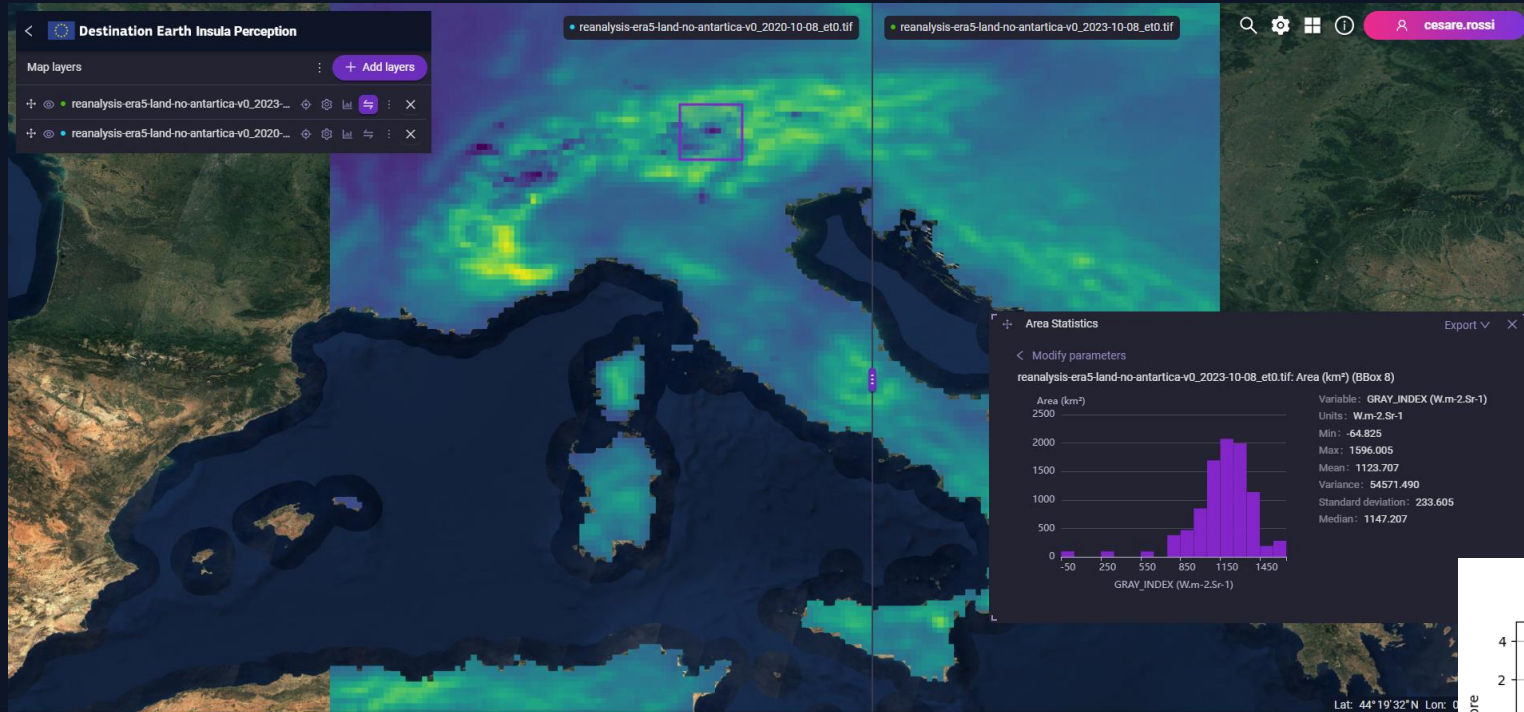 Destination Earth Insula Perception
Map layers
+ Add layers
reanalysis-era5-land-no-antartica-v0_2023-...
reanalysis-era5-land-no-antartica-v0_2020-...
reanalysis-era5-land-no-antartica-v0_2020-10-08_et0.tif
reanalysis-era5-land-no-antartica-v0_2023-10-08_et0.tif
cesare.rossi
Area Statistics
Export
Modify parameters
reanalysis-era5-land-no-antartica-v0_2023-10-08_et0.tif: Area (km²) (BBox 8)
Area (km²)
2500
2000
1500
1000
500
0
-50 250 550 850 1150 1450
GRAY_INDEX (W.m-2.Sr-1)
Variable: GRAY_INDEX (W.m-2.Sr-1)
Units: W.m-2.Sr-1
Min: -64.825
Max: 1596.005
Mean: 1123.707
Variance: 54571.490
Standard deviation: 233.605
Median: 1147.207
Lat: 44°19'32"N Lon:
4
2